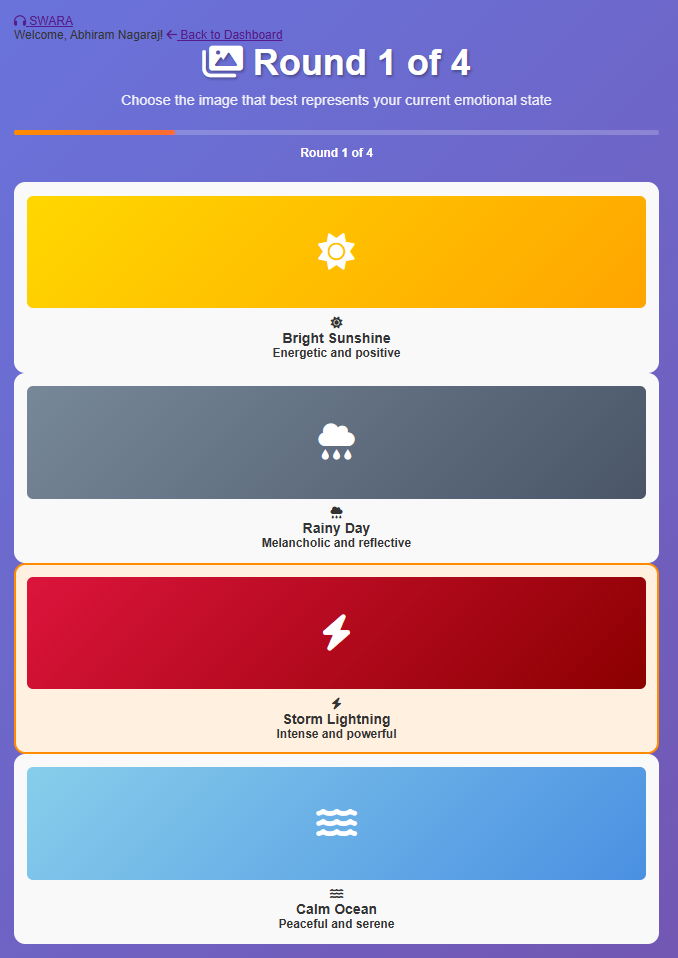 SWARA
Welcome, Abhiram Nagaraj! Back to Dashboard
Round 1 of 4
Choose the image that best represents your current emotional state
Round 1 of 4
Bright Sunshine
Energetic and positive
Rainy Day
Melancholic and reflective
Storm Lightning
Intense and powerful
Calm Ocean
Peaceful and serene